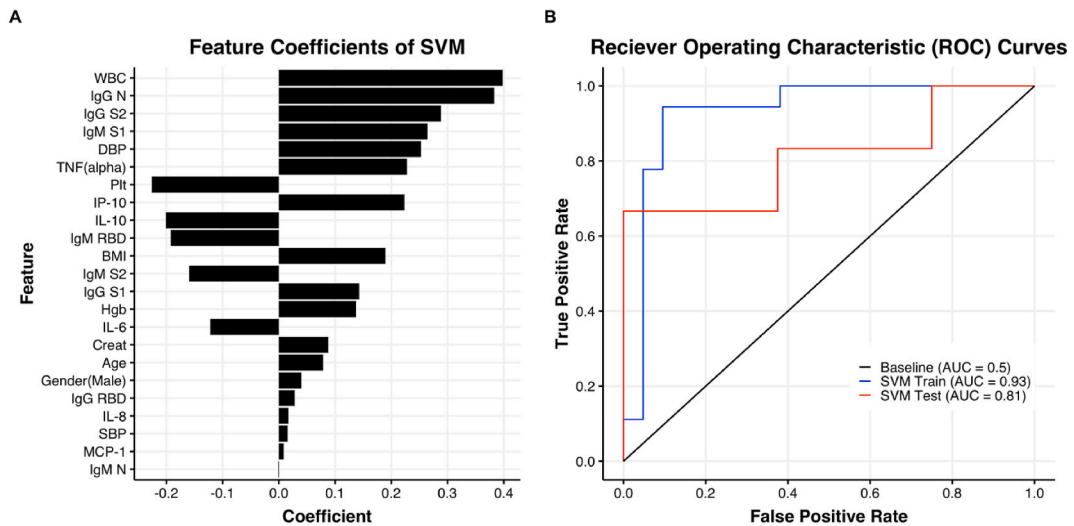 A
Feature Coefficients of SVM
Feature
WBC
IgG N
IgG S2
IgM S1
DBP
TNF(alpha)
Plt
IP-10
IL-10
IgM RBD
BMI
IgM S2
IgG S1
Hgb
IL-6
Creat
Age
Gender(Male)
IgG RBD
IL-8
SBP
MCP-1
IgM N
-0.2 -0.1 0.0 0.1 0.2 0.3 0.4
Coefficient
B
Reciever Operating Characteristic (ROC) Curves
True Positive Rate
1.0
0.8
0.6
0.4
0.2
0.0
Baseline (AUC = 0.5)
SVM Train (AUC = 0.93)
SVM Test (AUC = 0.81)
0.0 0.2 0.4 0.6 0.8 1.0
False Positive Rate